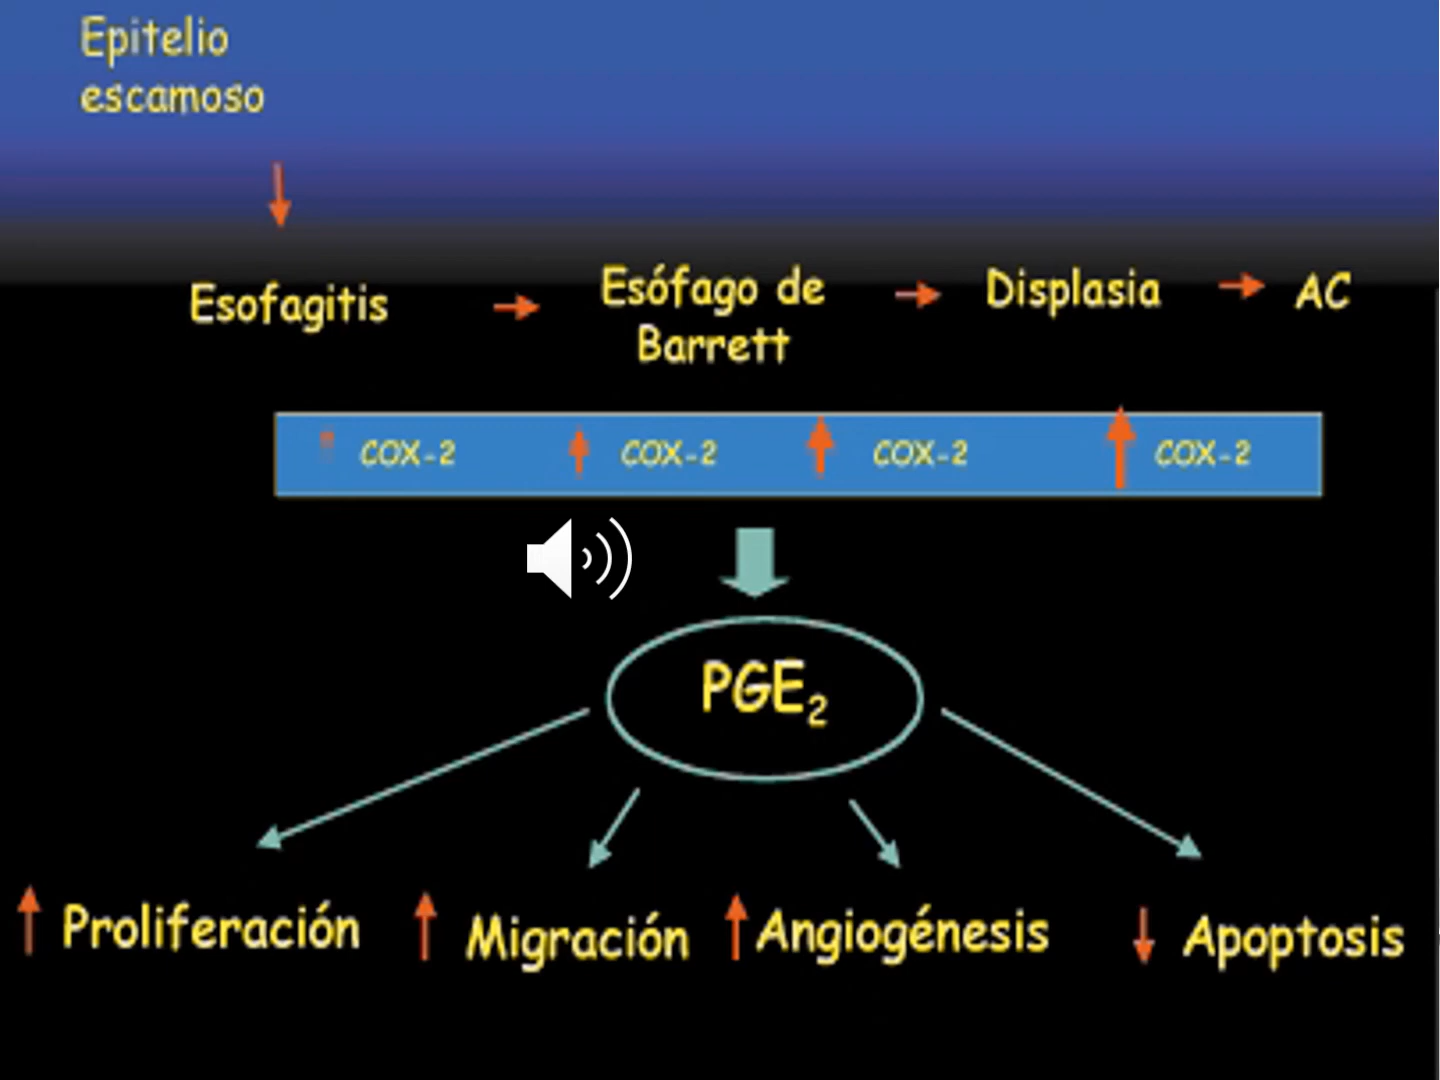 Epitelio
escamoso
Esofagitis
Esófago de
Barrett
Displasia
AC
COX-2
COX-2
COX-2
COX-2
PGE₂
Proliferación
Migración
Angiogénesis
Apoptosis